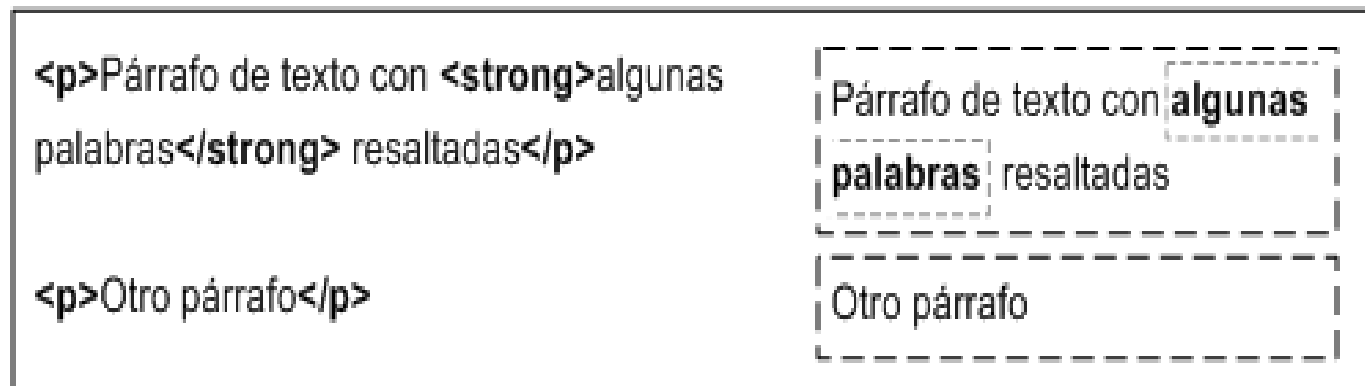 <p>Párrafo de texto con <strong>algunas
palabras</strong> resaltadas</p>
<p>Otro párrafo</p>
Párrafo de texto con algunas
palabras resaltadas
Otro párrafo